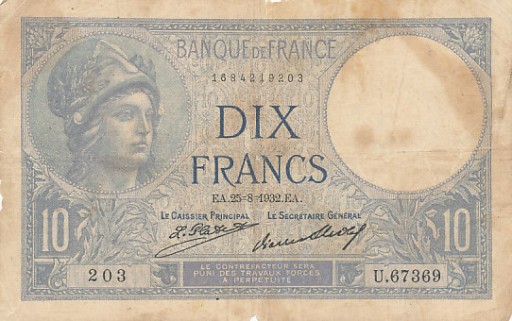 BANQUE DE FRANCE
1684219203
DIX
FRANCS
EA.25=8=1932.EA.
LE CAISSIER PRINCIPAL LE SECRÉTAIRE GÉNÉRAL
10 10
203 U.67369
LE CONTREFACTEUR SERA
PUNI DES TRAVAUX FORCÉS
À PERPÉTUITÉ